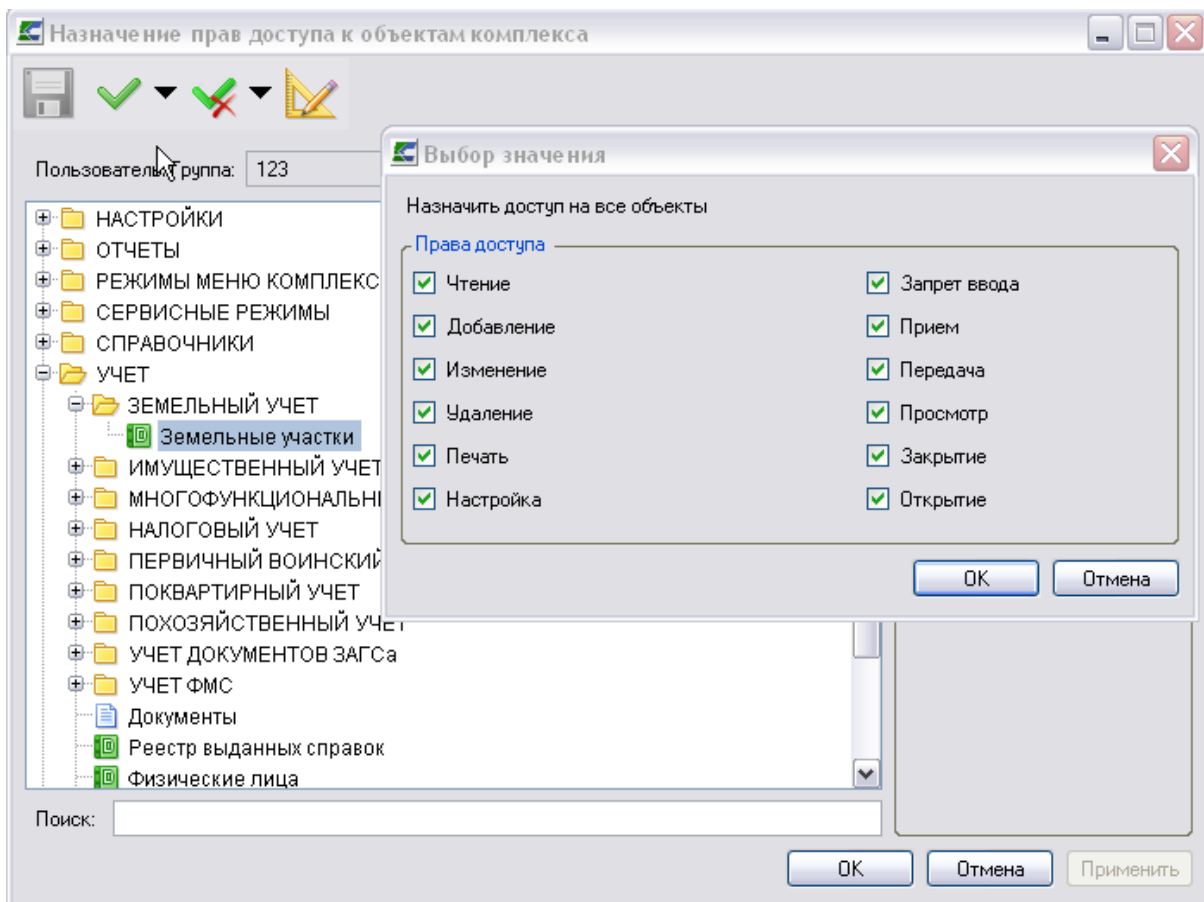 Назначение прав доступа к объектам комплекса
Пользователь/Группа: 123
НАСТРОЙКИ
ОТЧЕТЫ
РЕЖИМЫ МЕНЮ КОМПЛЕКС
СЕРВИСНЫЕ РЕЖИМЫ
СПРАВОЧНИКИ
УЧЕТ
ЗЕМЕЛЬНЫЙ УЧЕТ
Земельные участки
ИМУЩЕСТВЕННЫЙ УЧЕТ
МНОГОФУНКЦИОНАЛЬН
НАЛОГОВЫЙ УЧЕТ
ПЕРВИЧНЫЙ ВОИНСКИЙ
ПОКВАРТИРНЫЙ УЧЕТ
ПОХОЗЯЙСТВЕННЫЙ УЧЕТ
УЧЕТ ДОКУМЕНТОВ ЗАГСа
УЧЕТ ФМС
Документы
Реестр выданных справок
Физические лица
Поиск:
OK Отмена Применить
Выбор значения
Назначить доступ на все объекты
Права доступа
Чтение Запрет ввода
Добавление Прием
Изменение Передача
Удаление Просмотр
Печать Закрытие
Настройка Открытие
OK Отмена